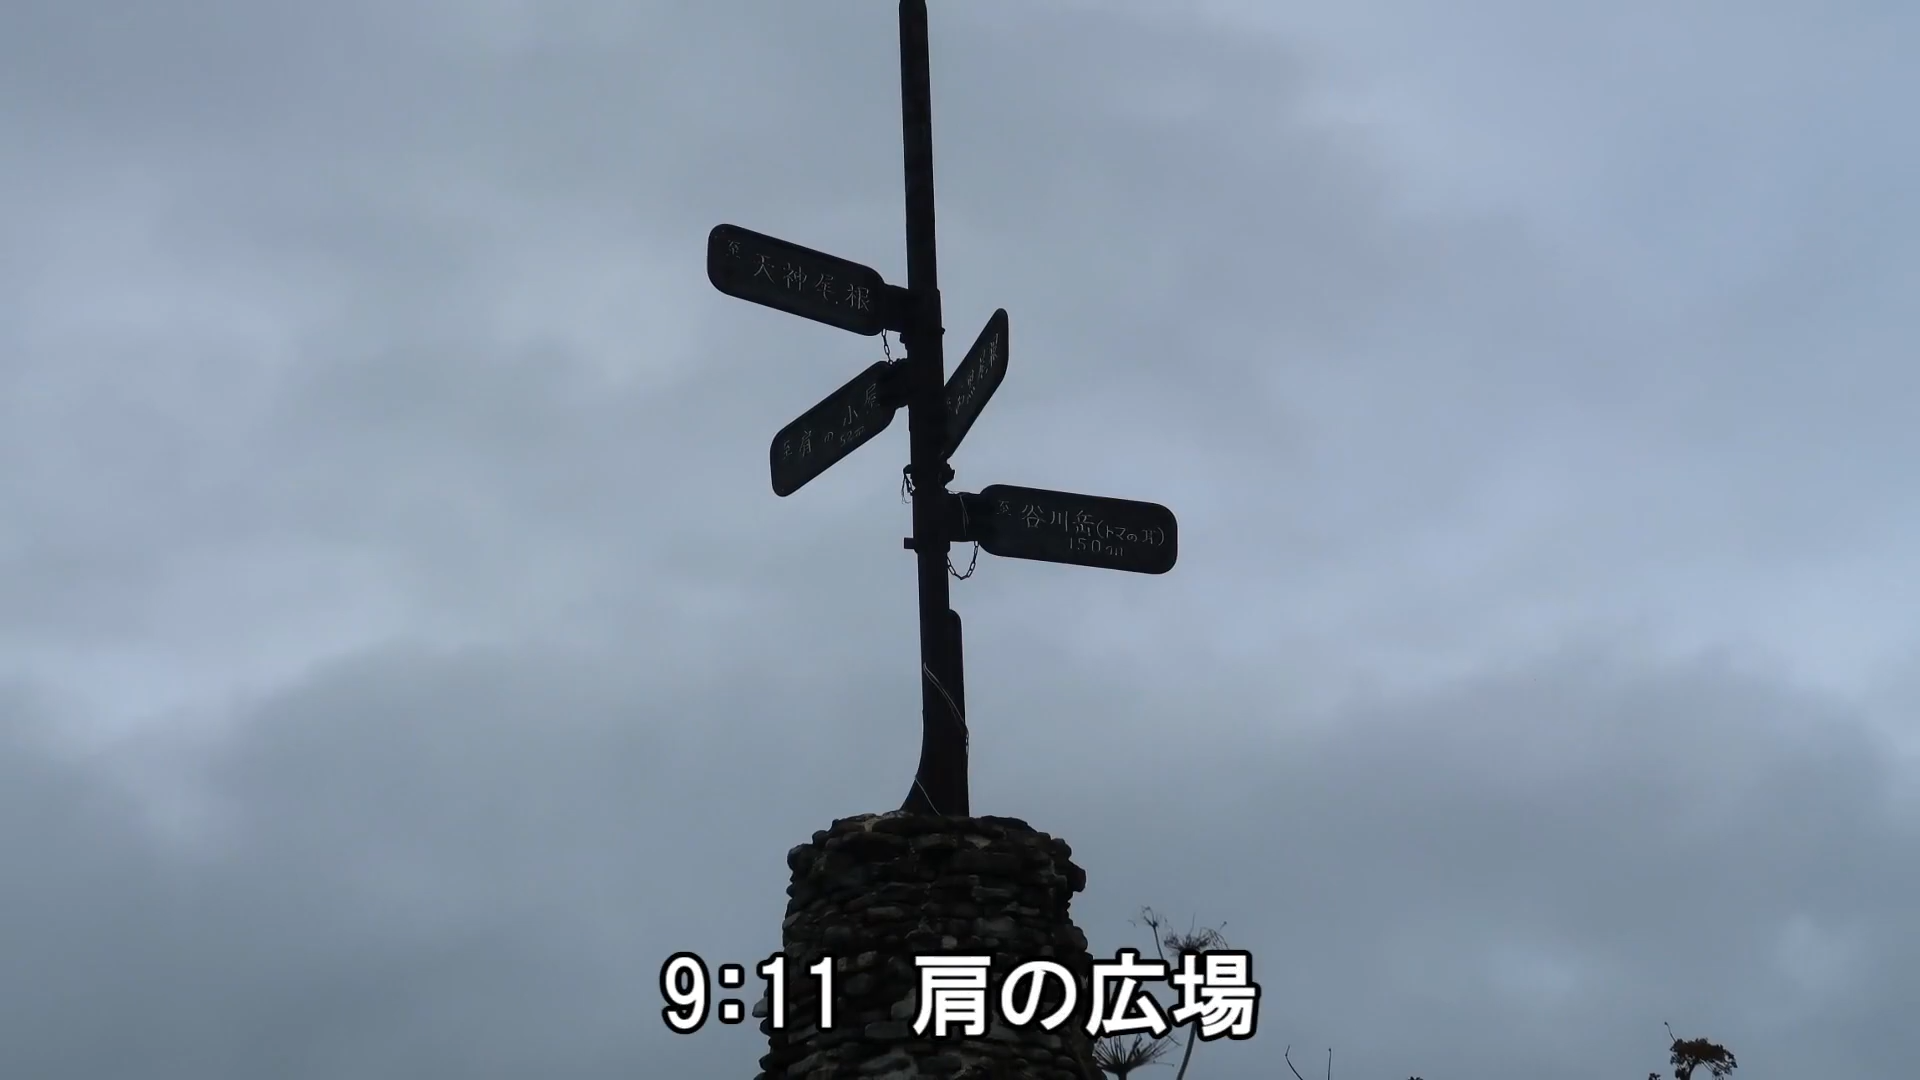 至 天神尾根
至 肩の小屋
至 谷川岳(トマの耳)
150m
9:11 肩の広場